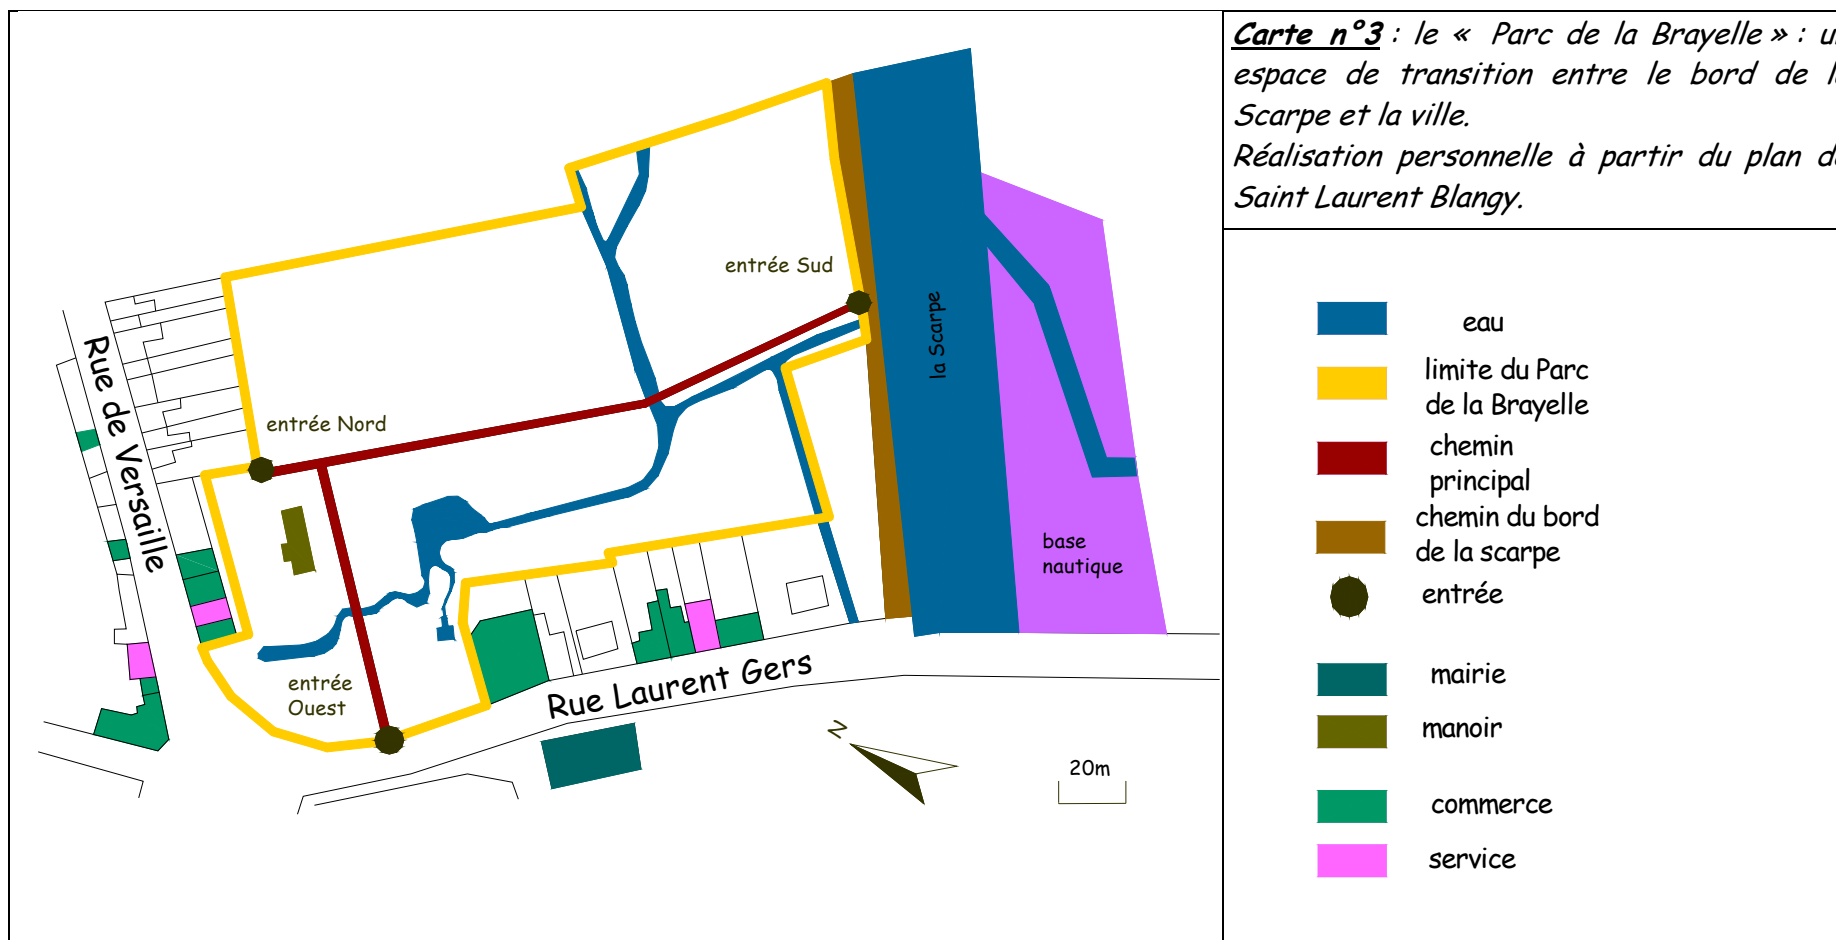 Carte n°3 : le « Parc de la Brayelle » :
espace de transition entre le bord de
Scarpe et la ville.
Réalisation personnelle à partir du plan
Saint Laurent Blangy.
entrée Sud
la Scarpe
entrée Nord
Rue de Versaille
base
nautique
entrée
Ouest
Rue Laurent Gers
N
20m
eau
limite du Parc
de la Brayelle
chemin
principal
chemin du bord
de la scarpe
entrée
mairie
manoir
commerce
service